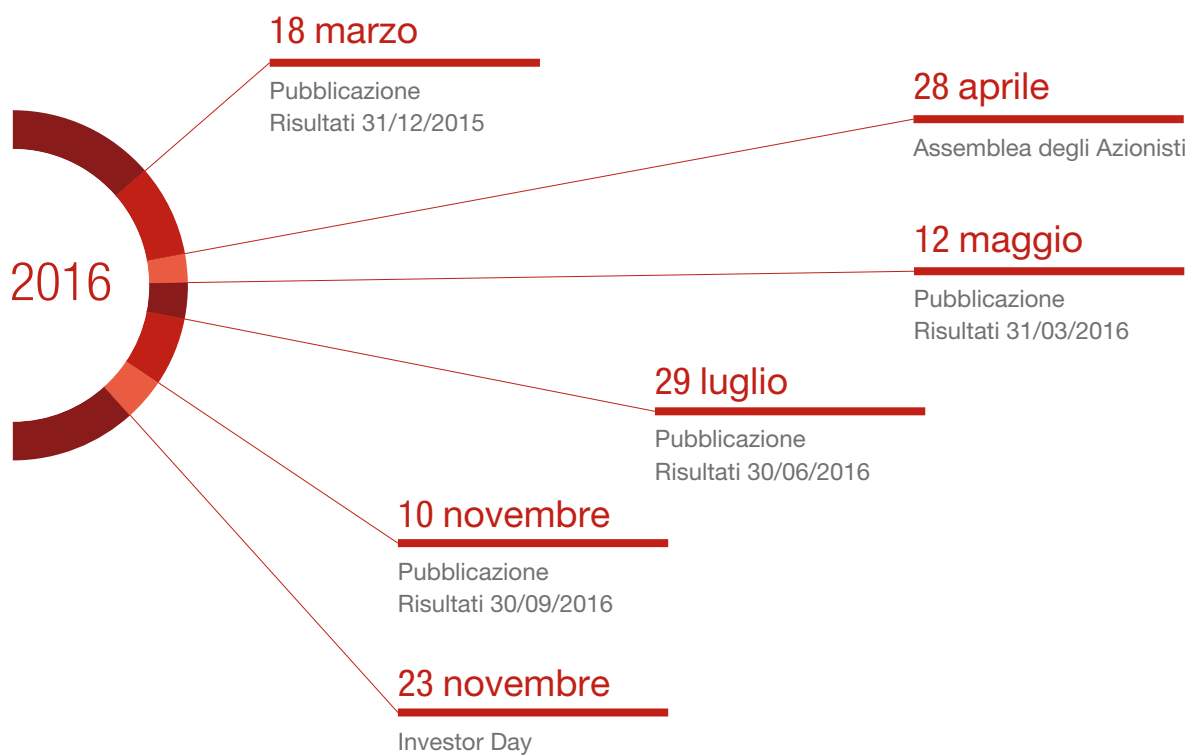 18 marzo
Pubblicazione
Risultati 31/12/2015
28 aprile
Assemblea degli Azionisti
2016
12 maggio
Pubblicazione
Risultati 31/03/2016
29 luglio
Pubblicazione
Risultati 30/06/2016
10 novembre
Pubblicazione
Risultati 30/09/2016
23 novembre
Investor Day